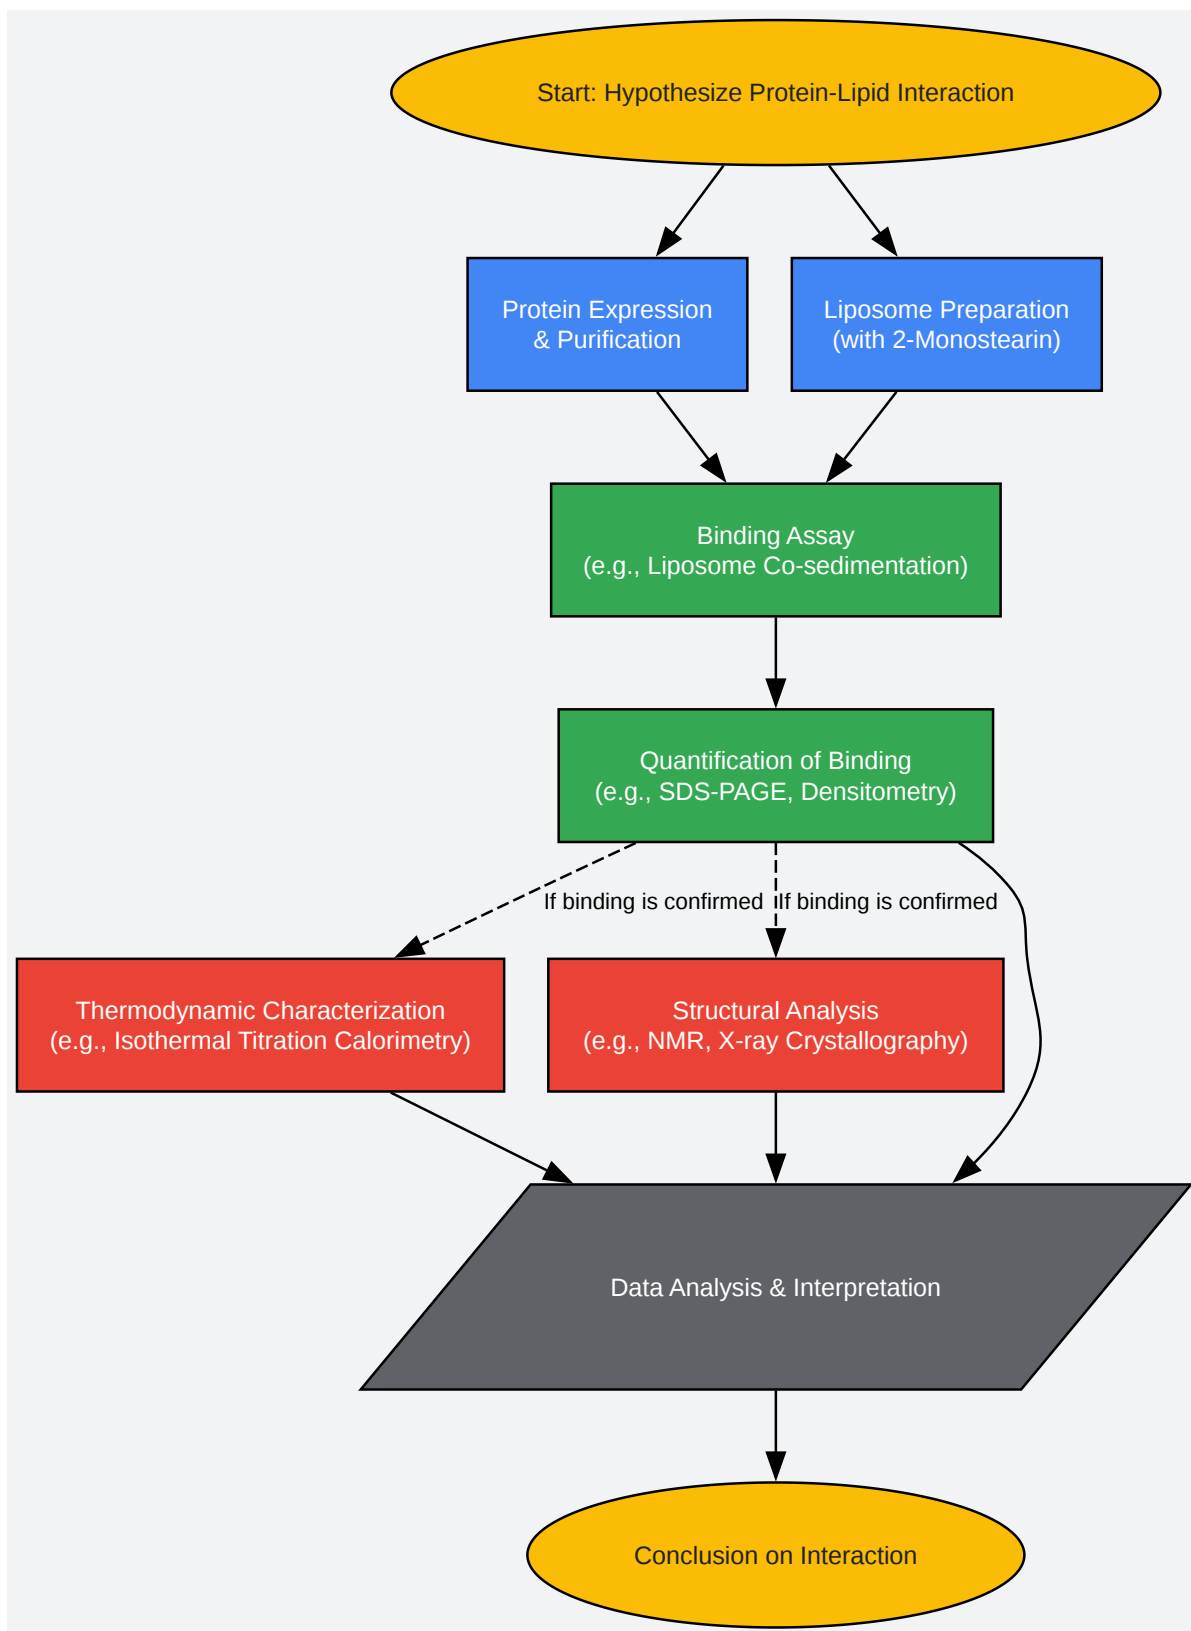 Start: Hypothesize Protein-Lipid Interaction
Protein Expression
& Purification
Liposome Preparation
(with 2-Monostearin)
Binding Assay
(e.g., Liposome Co-sedimentation)
Quantification of Binding
(e.g., SDS-PAGE, Densitometry)
If binding is confirmed
If binding is confirmed
Thermodynamic Characterization
(e.g., Isothermal Titration Calorimetry)
Structural Analysis
(e.g., NMR, X-ray Crystallography)
Data Analysis & Interpretation
Conclusion on Interaction